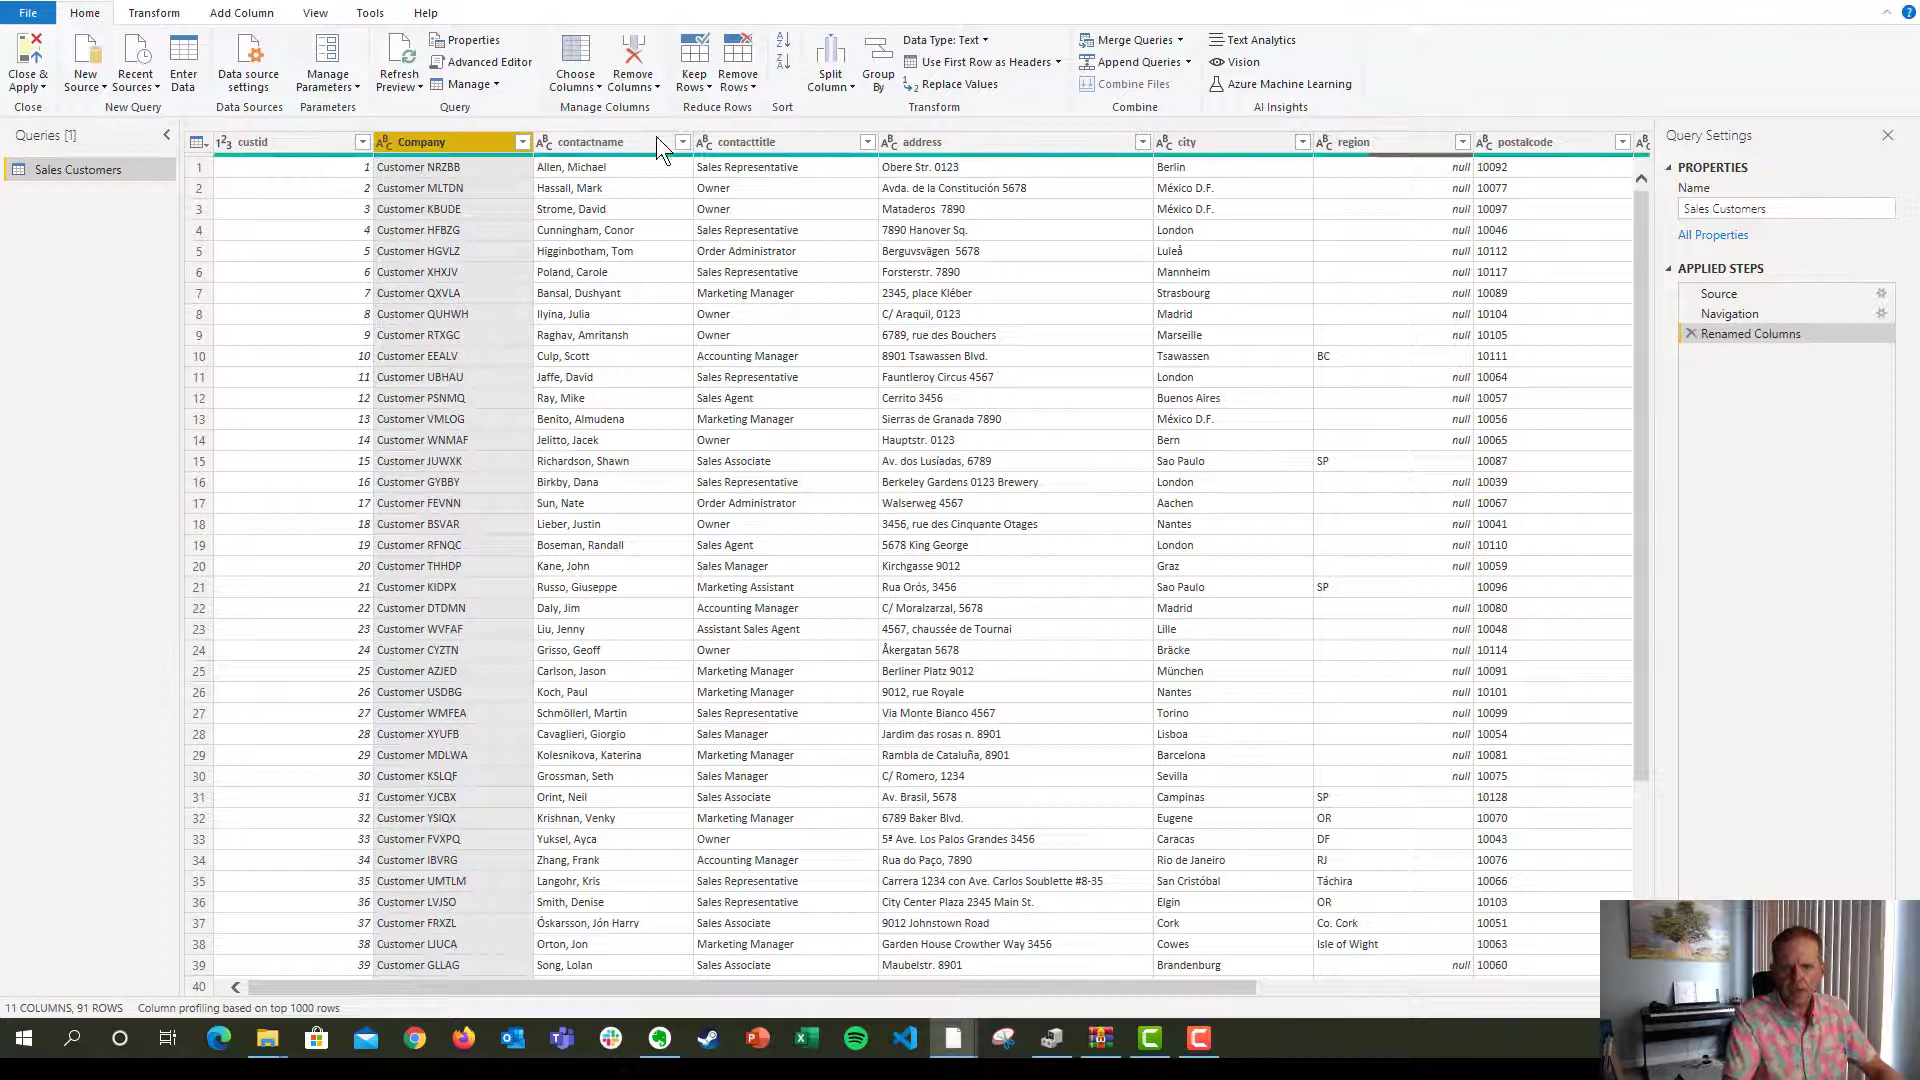 File Home Transform Add Column View Tools Help
Close & Apply
New Source
Recent Sources
Enter Data
Data source settings
Manage Parameters
Refresh Preview
Properties
Advanced Editor
Manage
Choose Columns
Remove Columns
Keep Rows
Remove Rows
Split Column
Group By
Data Type: Text
Use First Row as Headers
Replace Values
Merge Queries
Append Queries
Combine Files
Text Analytics
Vision
Azure Machine Learning
Close New Query Data Sources Parameters Query Manage Columns Reduce Rows Sort Transform Combine AI Insights
Queries [1]
Sales Customers
custid Company contactname contacttitle address city region postalcode
1 1 Customer NRZBB Allen, Michael Sales Representative Obere Str. 0123 Berlin null 10092
2 2 Customer MLTDN Hassall, Mark Owner Avda. de la Constitución 5678 México D.F. null 10077
3 3 Customer KBUDE Strome, David Owner Mataderos 7890 México D.F. null 10097
4 4 Customer HFBZG Cunningham, Conor Sales Representative 7890 Hanover Sq. London null 10046
5 5 Customer HGVLZ Higginbotham, Tom Order Administrator Berguvsvägen 5678 Luleå null 10112
6 6 Customer XHXJV Poland, Carole Sales Representative Forsterstr. 7890 Mannheim null 10117
7 7 Customer QXVLA Bansal, Dushyant Marketing Manager 2345, place Kléber Strasbourg null 10089
8 8 Customer QUHWH Ilyina, Julia Owner C/ Araquil, 0123 Madrid null 10104
9 9 Customer RTXGC Raghav, Amritansh Owner 6789, rue des Bouchers Marseille null 10105
10 10 Customer EEALV Culp, Scott Accounting Manager 8901 Tsawassen Blvd. Tsawassen BC 10111
11 11 Customer UBHAU Jaffe, David Sales Representative Fauntleroy Circus 4567 London null 10064
12 12 Customer PSNMQ Ray, Mike Sales Agent Cerrito 3456 Buenos Aires null 10057
13 13 Customer VMLOG Benito, Almudena Marketing Manager Sierras de Granada 7890 México D.F. null 10056
14 14 Customer WNMAF Jelitto, Jacek Owner Hauptstr. 0123 Bern null 10065
15 15 Customer JUWXK Richardson, Shawn Sales Associate Av. dos Lusíadas, 6789 Sao Paulo SP 10087
16 16 Customer GYBBY Birkby, Dana Sales Representative Berkeley Gardens 0123 Brewery London null 10039
17 17 Customer FEVNN Sun, Nate Order Administrator Walserweg 4567 Aachen null 10067
18 18 Customer BSVAR Lieber, Justin Owner 3456, rue des Cinquante Otages Nantes null 10041
19 19 Customer RFNQC Boseman, Randall Sales Agent 5678 King George London null 10110
20 20 Customer THHDP Kane, John Sales Manager Kirchgasse 9012 Graz null 10059
21 21 Customer KIDPX Russo, Giuseppe Marketing Assistant Rua Orós, 3456 Sao Paulo SP 10096
22 22 Customer DTDMN Daly, Jim Accounting Manager C/ Moralzarzal, 5678 Madrid null 10080
23 23 Customer WVFAF Liu, Jenny Assistant Sales Agent 4567, chaussée de Tournai Lille null 10048
24 24 Customer CYZTN Grisso, Geoff Owner Åkergatan 5678 Bräcke null 10114
25 25 Customer AZJED Carlson, Jason Marketing Manager Berliner Platz 9012 München null 10091
26 26 Customer USDBG Koch, Paul Marketing Manager 9012, rue Royale Nantes null 10101
27 27 Customer WMFEA Schmöllerl, Martin Sales Representative Via Monte Bianco 4567 Torino null 10099
28 28 Customer XYUFB Cavaglieri, Giorgio Sales Manager Jardim das rosas n. 8901 Lisboa null 10054
29 29 Customer MDLWA Kolesnikova, Katerina Marketing Manager Rambla de Cataluña, 8901 Barcelona null 10081
30 30 Customer KSLQF Grossman, Seth Sales Manager C/ Romero, 1234 Sevilla null 10075
31 31 Customer YJCBX Orint, Neil Sales Associate Av. Brasil, 5678 Campinas SP 10128
32 32 Customer YSIQX Krishnan, Venky Marketing Manager 6789 Baker Blvd. Eugene OR 10070
33 33 Customer FVXPQ Yuksel, Ayca Owner 5ª Ave. Los Palos Grandes 3456 Caracas DF 10043
34 34 Customer IBVRG Zhang, Frank Accounting Manager Rua do Paço, 7890 Rio de Janeiro RJ 10076
35 35 Customer UMTLM Langohr, Kris Sales Representative Carrera 1234 con Ave. Carlos Soublette #8-35 San Cristóbal Táchira 10066
36 36 Customer LVJSO Smith, Denise Sales Representative City Center Plaza 2345 Main St. Elgin OR 10103
37 37 Customer FRXZL Óskarsson, Jón Harry Sales Associate 9012 Johnstown Road Cork Co. Cork 10051
38 38 Customer LJUCA Orton, Jon Marketing Manager Garden House Crowther Way 3456 Cowes Isle of Wight 10063
39 39 Customer GLLAG Song, Lolan Sales Associate Maubelstr. 8901 Brandenburg null 10060
40
Query Settings
PROPERTIES
Name
Sales Customers
All Properties
APPLIED STEPS
Source
Navigation
Renamed Columns
11 COLUMNS, 91 ROWS Column profiling based on top 1000 rows